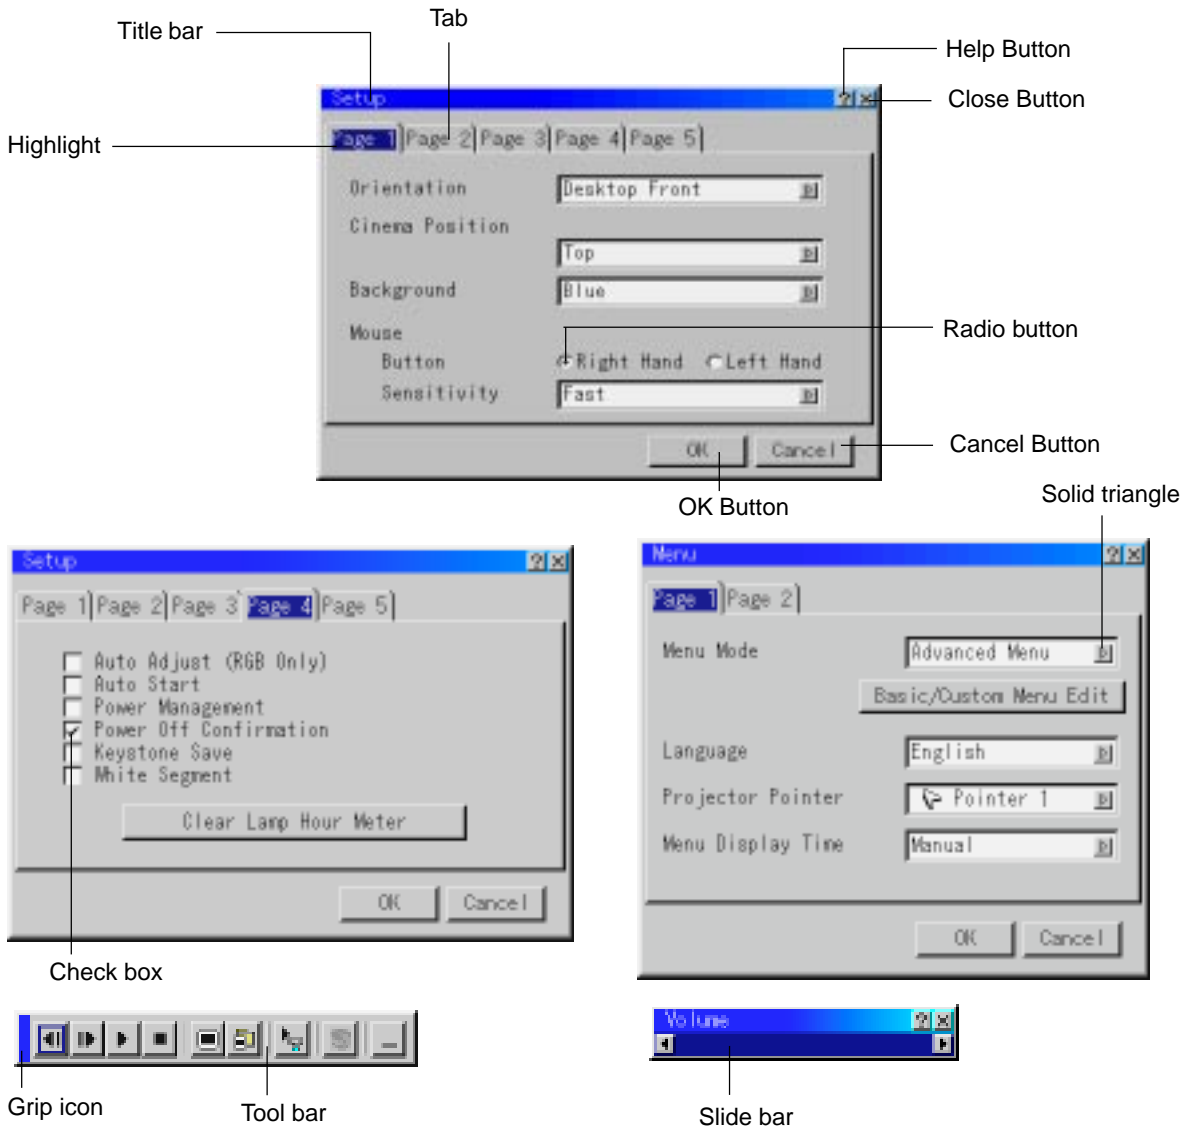 Tab
Title bar
Help Button
Setup
? ×
Close Button
Highlight
Page 1 Page 2 Page 3 Page 4 Page 5
Orientation Desktop Front
Cinema Position
Top
Background Blue
Mouse
Radio button
Button Right Hand Left Hand
Sensitivity Fast
OK Cancel
Cancel Button
OK Button
Solid triangle
Setup ? ×
Page 1 Page 2 Page 3 Page 4 Page 5
Auto Adjust (RGB Only)
Auto Start
Power Management
Power Off Confirmation
Keystone Save
White Segment
Clear Lamp Hour Meter
OK Cancel
Check box
Menu ? ×
Page 1 Page 2
Menu Mode Advanced Menu
Basic/Custom Menu Edit
Language English
Projector Pointer Pointer 1
Menu Display Time Manual
OK Cancel
Grip icon
Tool bar
Volume ? ×
Slide bar